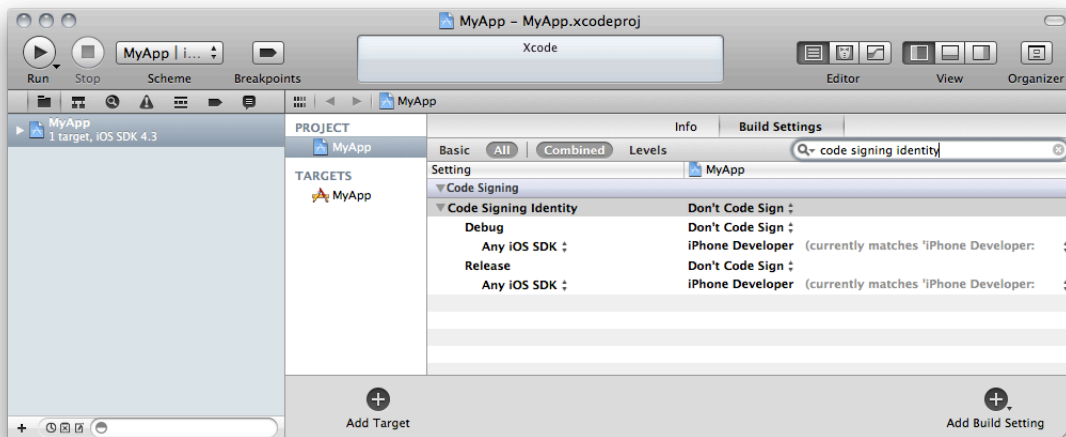 MyApp – MyApp.xcodeproj
MyApp | i...
Xcode
Run Stop Scheme Breakpoints Editor View Organizer
MyApp
MyApp
1 target, iOS SDK 4.3
PROJECT
MyApp
TARGETS
MyApp
Info Build Settings
Basic All Combined Levels code signing identity
Setting MyApp
Code Signing
Code Signing Identity Don't Code Sign
Debug Don't Code Sign
Any iOS SDK iPhone Developer (currently matches 'iPhone Developer:
Release Don't Code Sign
Any iOS SDK iPhone Developer (currently matches 'iPhone Developer:
Add Target Add Build Setting